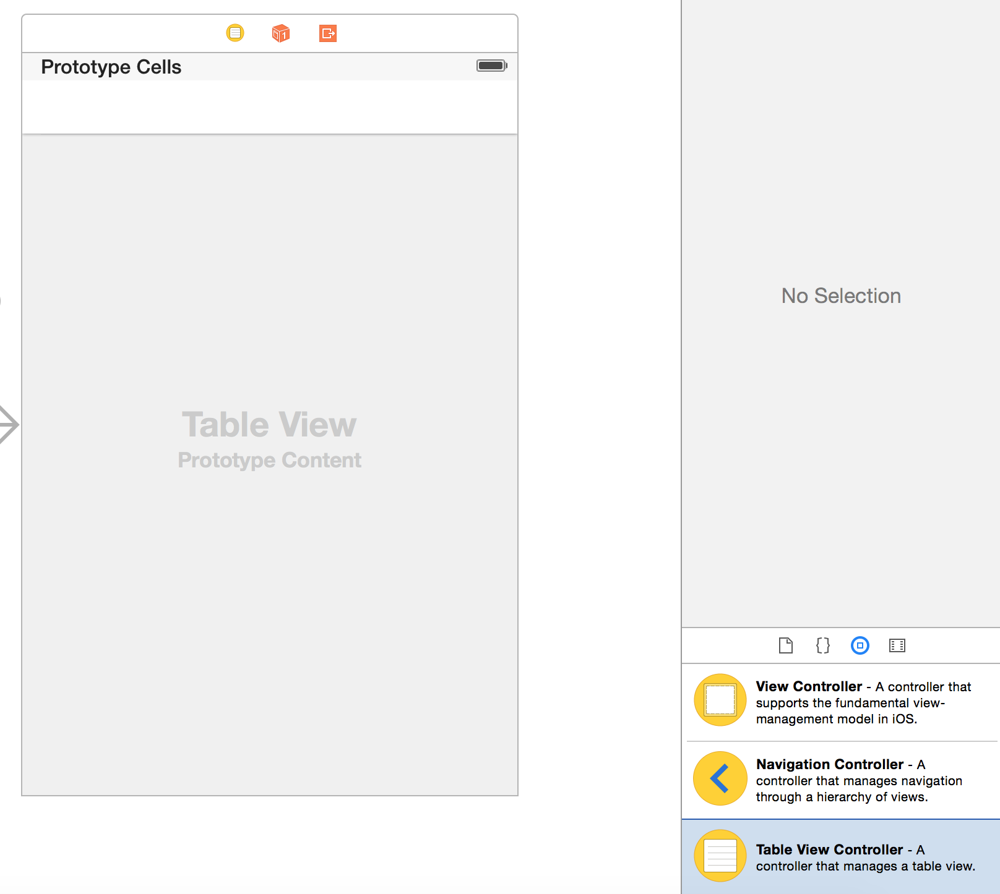 Prototype Cells
Table View
Prototype Content
No Selection
View Controller - A controller that
supports the fundamental view-
management model in iOS.
Navigation Controller - A
controller that manages navigation
through a hierarchy of views.
Table View Controller - A
controller that manages a table view.